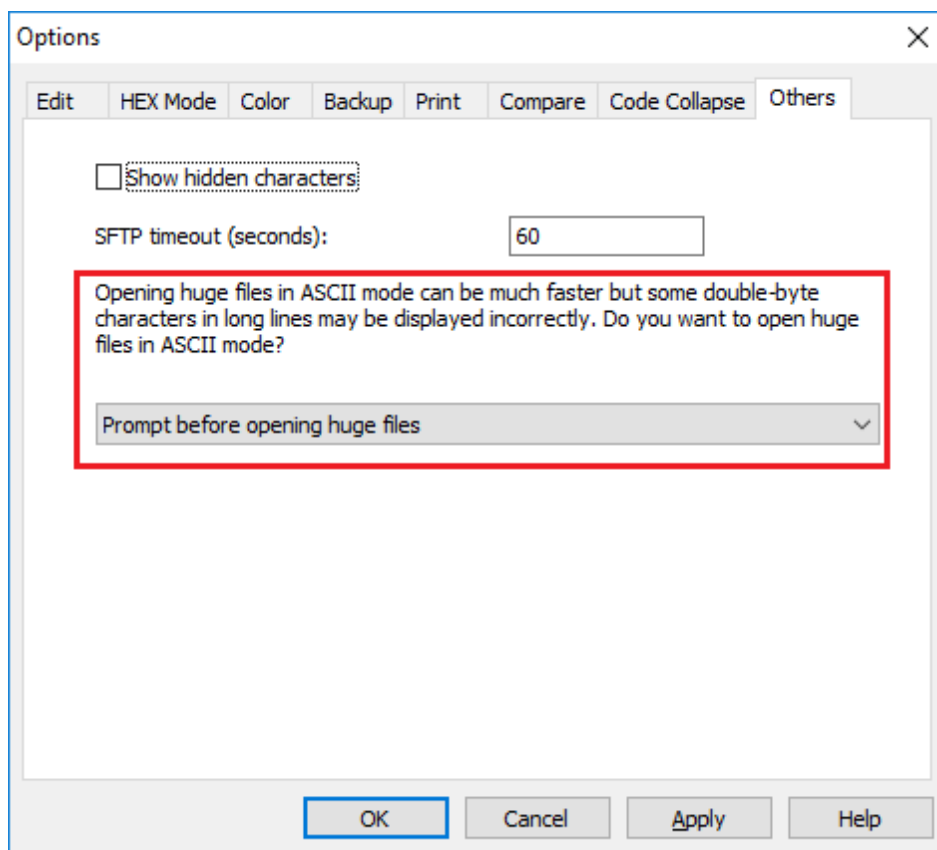 Options
Edit HEX Mode Color Backup Print Compare Code Collapse Others
Show hidden characters
SFTP timeout (seconds): 60
Opening huge files in ASCII mode can be much faster but some double-byte
characters in long lines may be displayed incorrectly. Do you want to open huge
files in ASCII mode?
Prompt before opening huge files
OK Cancel Apply Help